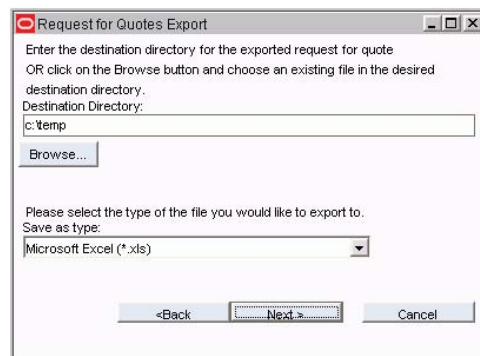 Request for Quotes Export
Enter the destination directory for the exported request for quote
OR click on the Browse button and choose an existing file in the desired
destination directory.
Destination Directory:
c:\temp
Browse...
Please select the type of the file you would like to export to.
Save as type:
Microsoft Excel (*.xls)
<Back Next > Cancel